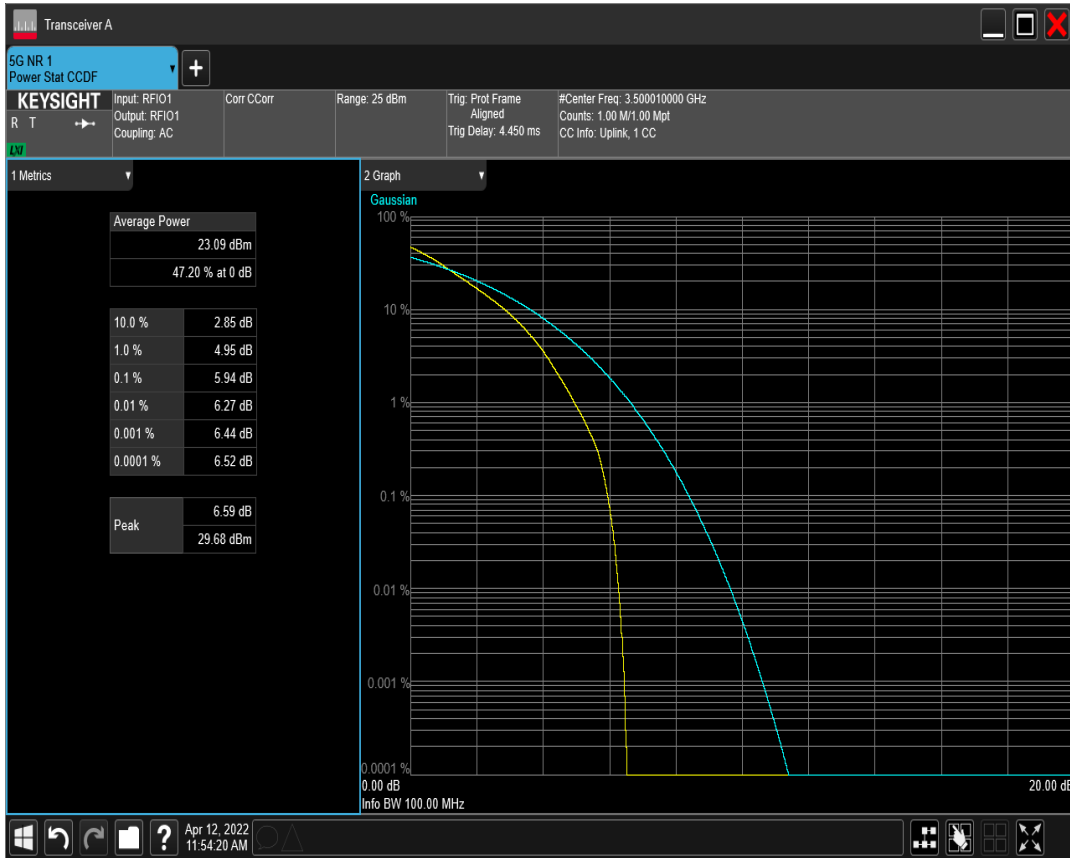 Transceiver A
5G NR 1
Power Stat CCDF
+
KEYSIGHT
R T
LXI
Input: RFIO1
Output: RFIO1
Coupling: AC
Corr CCorr
Range: 25 dBm
Trig: Prot Frame
Aligned
Trig Delay: 4.450 ms
#Center Freq: 3.500010000 GHz
Counts: 1.00 M/1.00 Mpt
CC Info: Uplink, 1 CC
1 Metrics
Average Power
23.09 dBm
47.20 % at 0 dB
10.0 % 2.85 dB
1.0 % 4.95 dB
0.1 % 5.94 dB
0.01 % 6.27 dB
0.001 % 6.44 dB
0.0001 % 6.52 dB
Peak
6.59 dB
29.68 dBm
2 Graph
Gaussian
100 %
10 %
1 %
0.1 %
0.01 %
0.001 %
0.0001 %
0.00 dB 20.00 dB
Info BW 100.00 MHz
?
Apr 12, 2022
11:54:20 AM